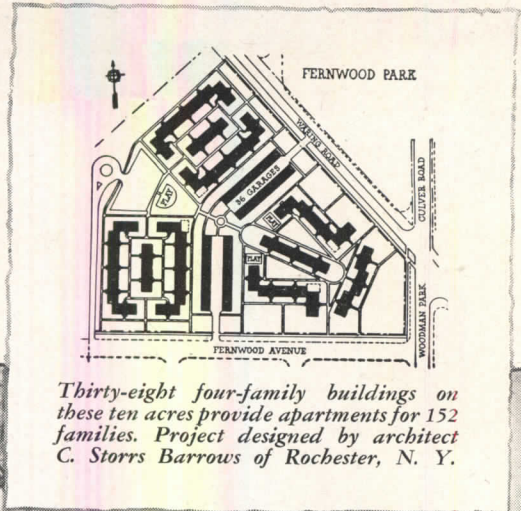 FERNWOOD PARK
WARING ROAD
CULVER ROAD
36 GARAGES
PLAY
PLAY
PLAY
WOODMAN PARK
FERNWOOD AVENUE
Thirty-eight four-family buildings on
these ten acres provide apartments for 152
families. Project designed by architect
C. Storrs Barrows of Rochester, N. Y.